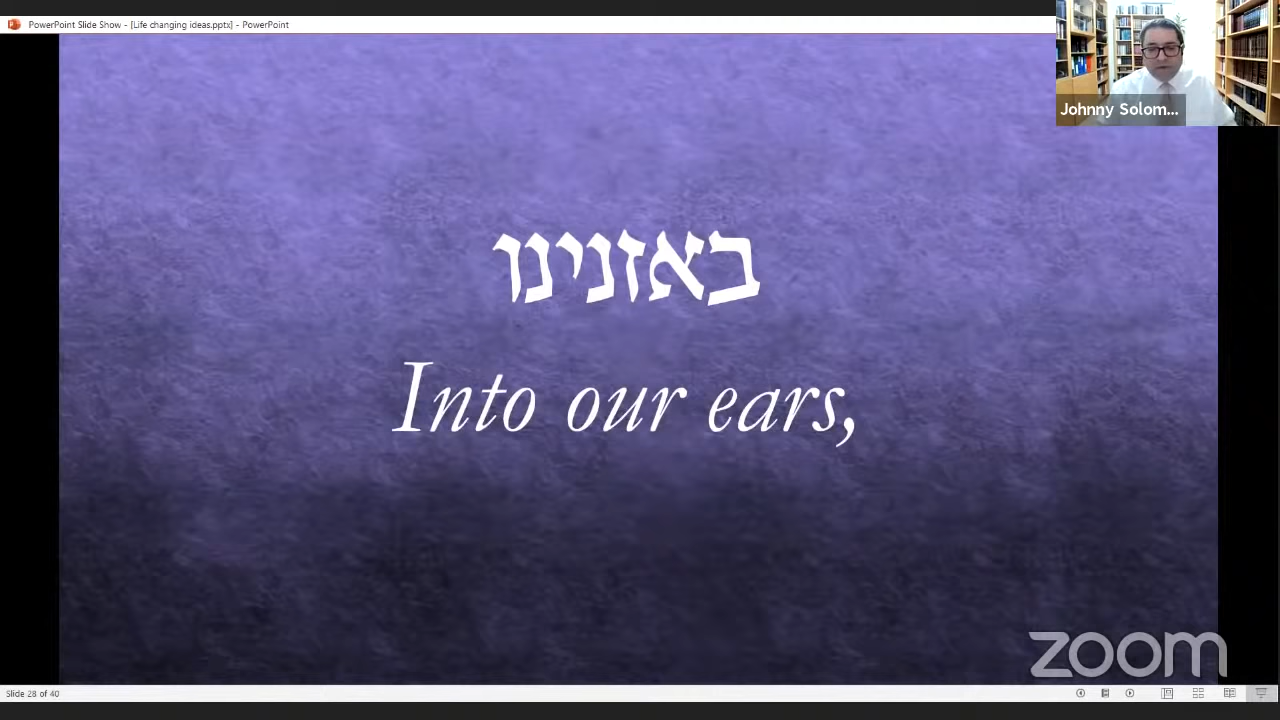 PowerPoint Slide Show - [Life changing ideas.pptx] - PowerPoint
Johnny Solom...
באזנינו
Into our ears,
zoom
Slide 28 of 40